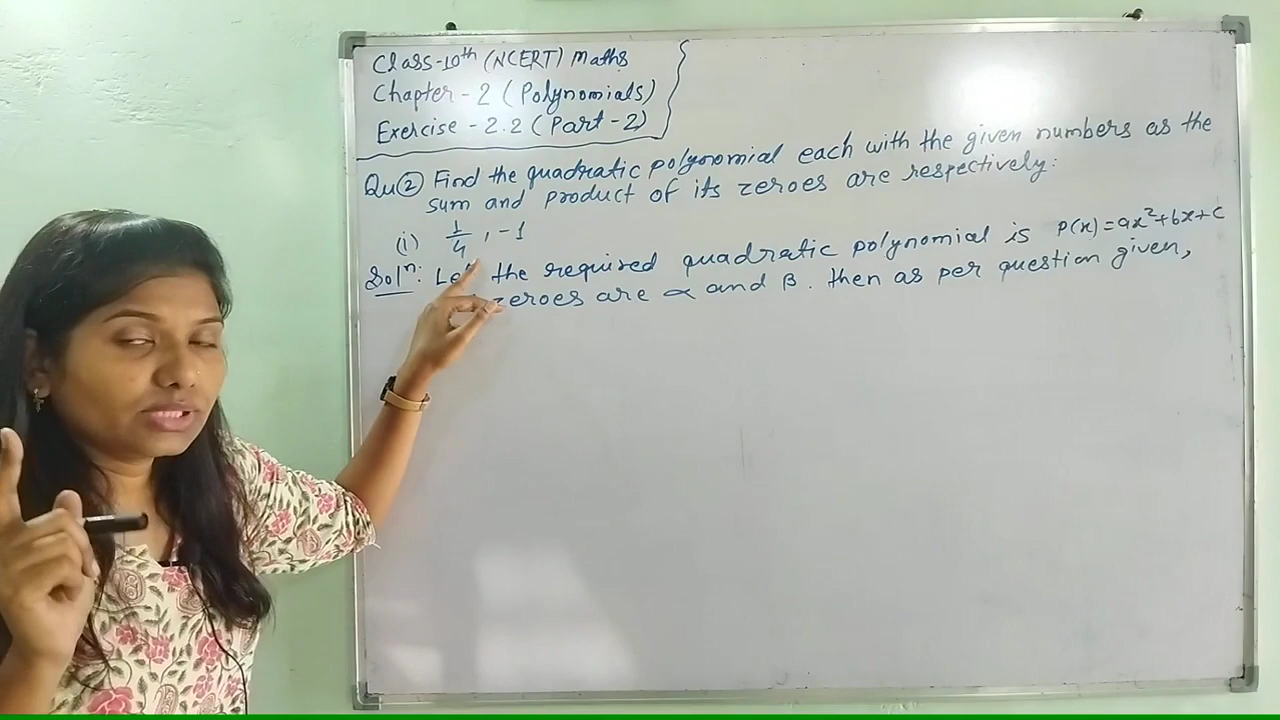 Class-10th (NCERT) Maths
Chapter - 2 (Polynomials)
Exercise - 2.2 (Part-2)
Qu② Find the quadratic polynomial each with the given numbers as the
sum and product of its zeroes are respectively:
(i) 1/4, -1
Solⁿ: Let the required quadratic polynomial is P(x)=ax²+bx+c
zeroes are α and β. then as per question given,